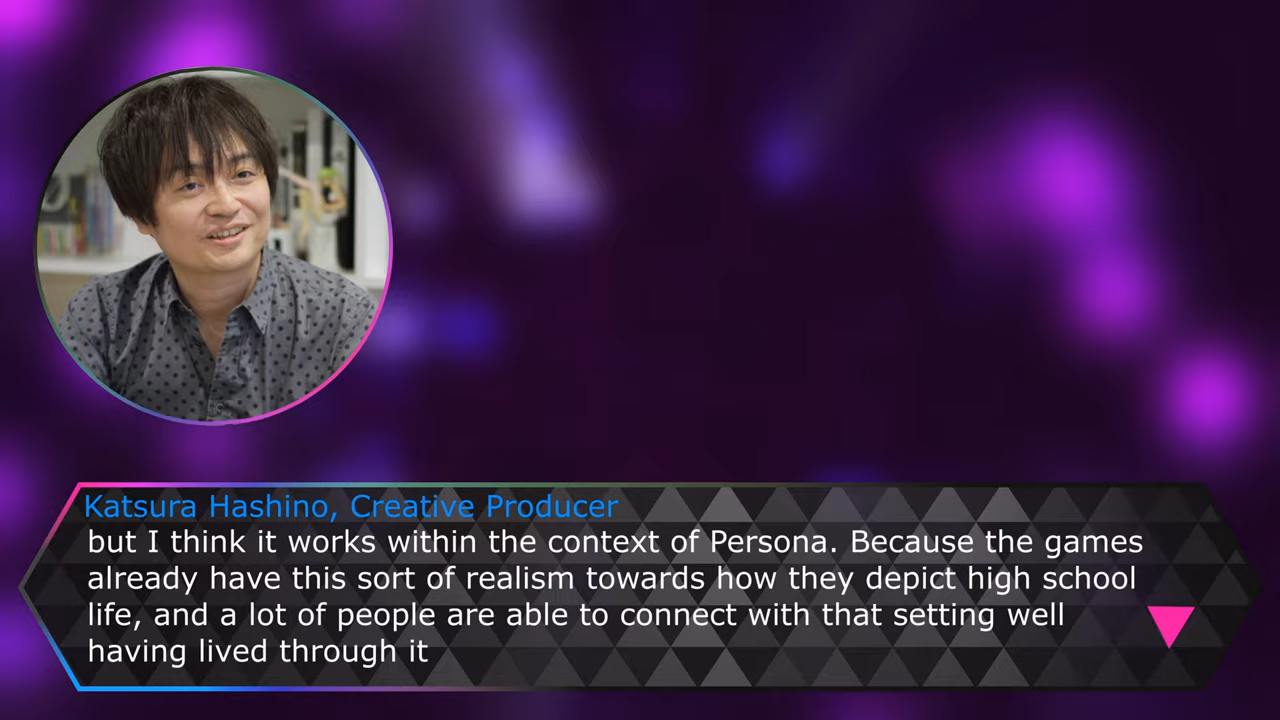 Katsura Hashino, Creative Producer
but I think it works within the context of Persona. Because the games
already have this sort of realism towards how they depict high school
life, and a lot of people are able to connect with that setting well
having lived through it